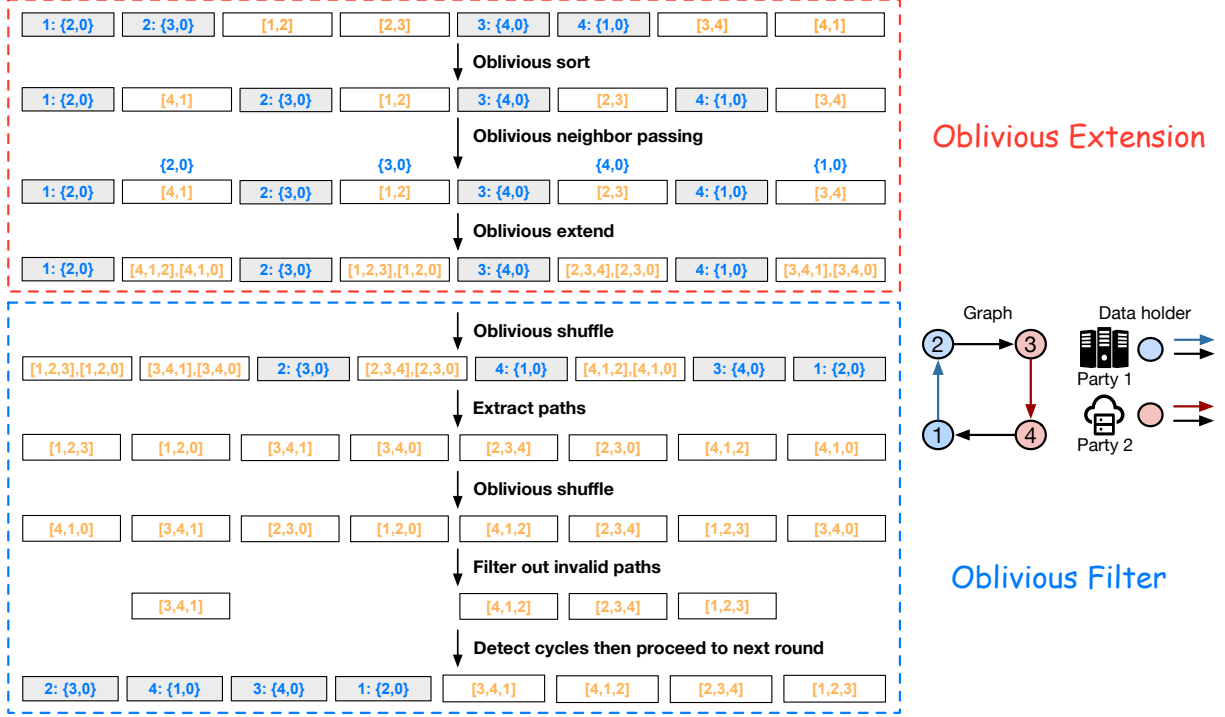 1: {2,0} 2: {3,0} [1,2] [2,3] 3: {4,0} 4: {1,0} [3,4] [4,1]
Oblivious sort
1: {2,0} [4,1] 2: {3,0} [1,2] 3: {4,0} [2,3] 4: {1,0} [3,4]
Oblivious neighbor passing
{2,0} {3,0} {4,0} {1,0}
1: {2,0} [4,1] 2: {3,0} [1,2] 3: {4,0} [2,3] 4: {1,0} [3,4]
Oblivious extend
1: {2,0} [4,1,2],[4,1,0] 2: {3,0} [1,2,3],[1,2,0] 3: {4,0} [2,3,4],[2,3,0] 4: {1,0} [3,4,1],[3,4,0]
Oblivious Extension
Oblivious shuffle
[1,2,3],[1,2,0] [3,4,1],[3,4,0] 2: {3,0} [2,3,4],[2,3,0] 4: {1,0} [4,1,2],[4,1,0] 3: {4,0} 1: {2,0}
Extract paths
[1,2,3] [1,2,0] [3,4,1] [3,4,0] [2,3,4] [2,3,0] [4,1,2] [4,1,0]
Oblivious shuffle
[4,1,0] [3,4,1] [2,3,0] [1,2,0] [4,1,2] [2,3,4] [1,2,3] [3,4,0]
Filter out invalid paths
[3,4,1] [4,1,2] [2,3,4] [1,2,3]
Detect cycles then proceed to next round
2: {3,0} 4: {1,0} 3: {4,0} 1: {2,0} [3,4,1] [4,1,2] [2,3,4] [1,2,3]
Oblivious Filter
Graph
2 3
1 4
Data holder
Party 1
Party 2